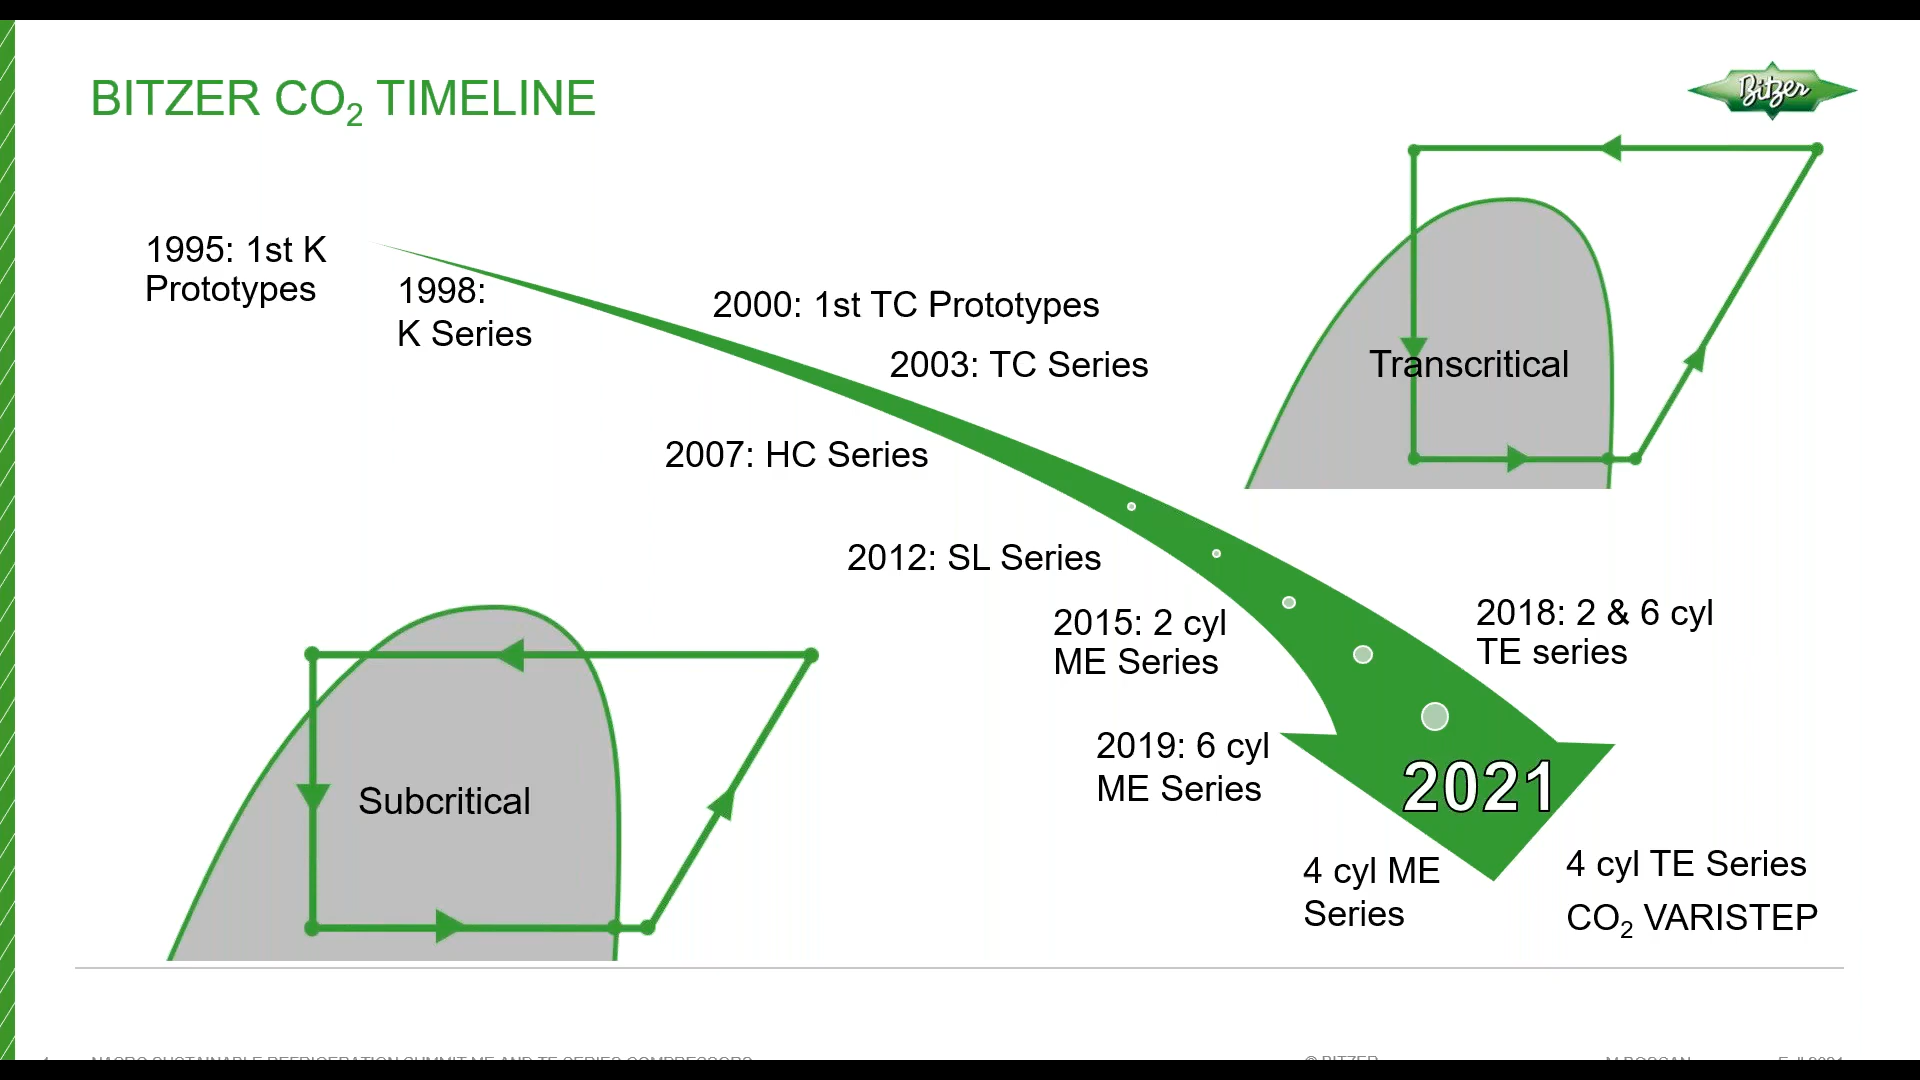 BITZER CO₂ TIMELINE
Bitzer
1995: 1st K
Prototypes
1998:
K Series
2000: 1st TC Prototypes
2003: TC Series
Transcritical
2007: HC Series
2012: SL Series
2015: 2 cyl
ME Series
2018: 2 & 6 cyl
TE series
2019: 6 cyl
ME Series
2021
Subcritical
4 cyl ME
Series
4 cyl TE Series
CO₂ VARISTEP